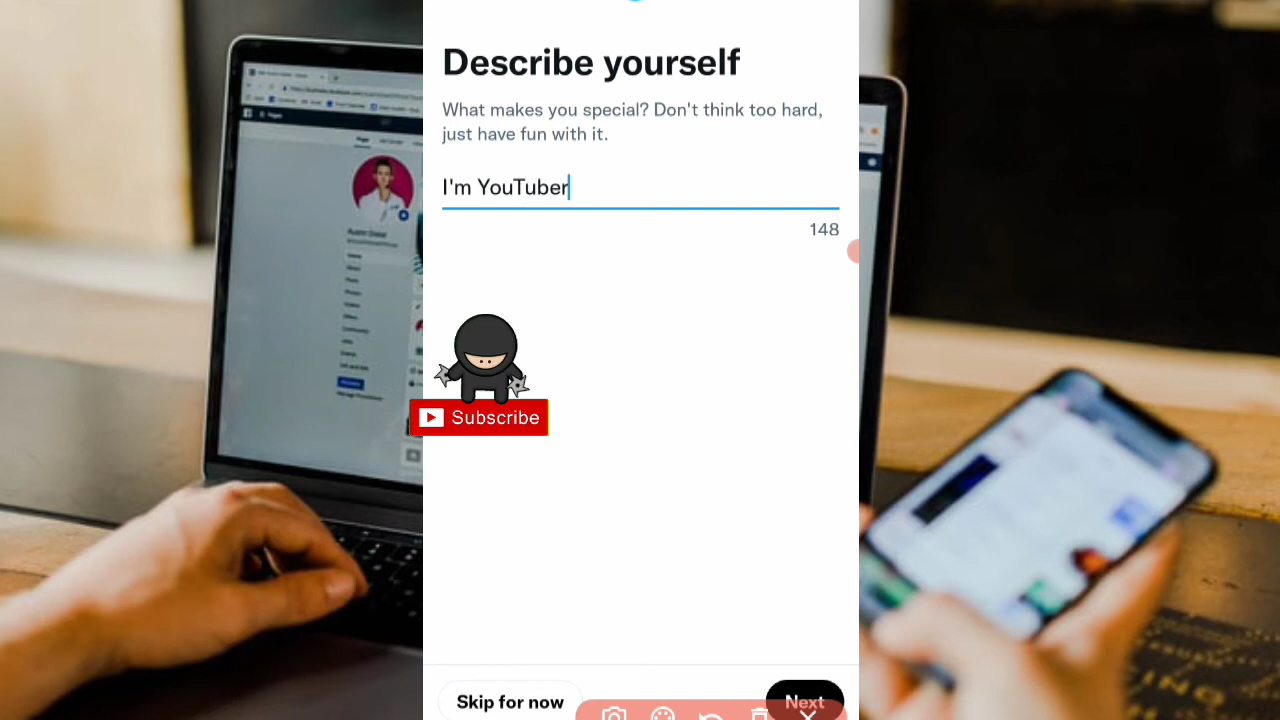 Describe yourself
What makes you special? Don't think too hard,
just have fun with it.
I'm YouTuber
148
Subscribe
Skip for now
Next